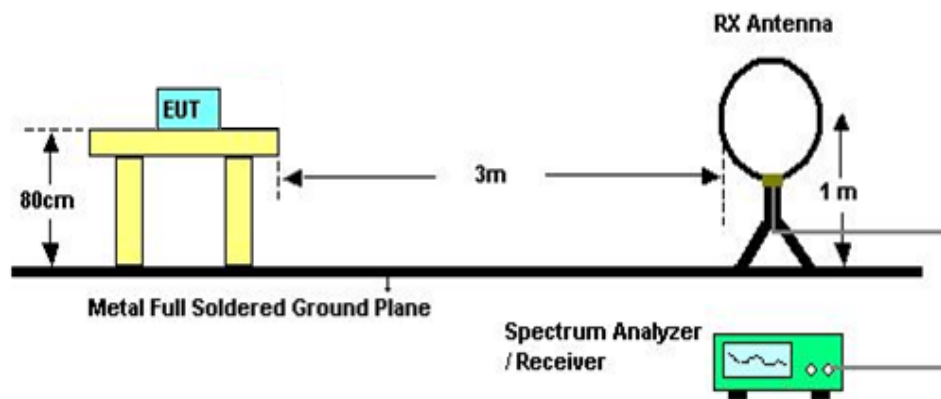 RX Antenna
EUT
80cm
3m
1 m
Metal Full Soldered Ground Plane
Spectrum Analyzer
/ Receiver